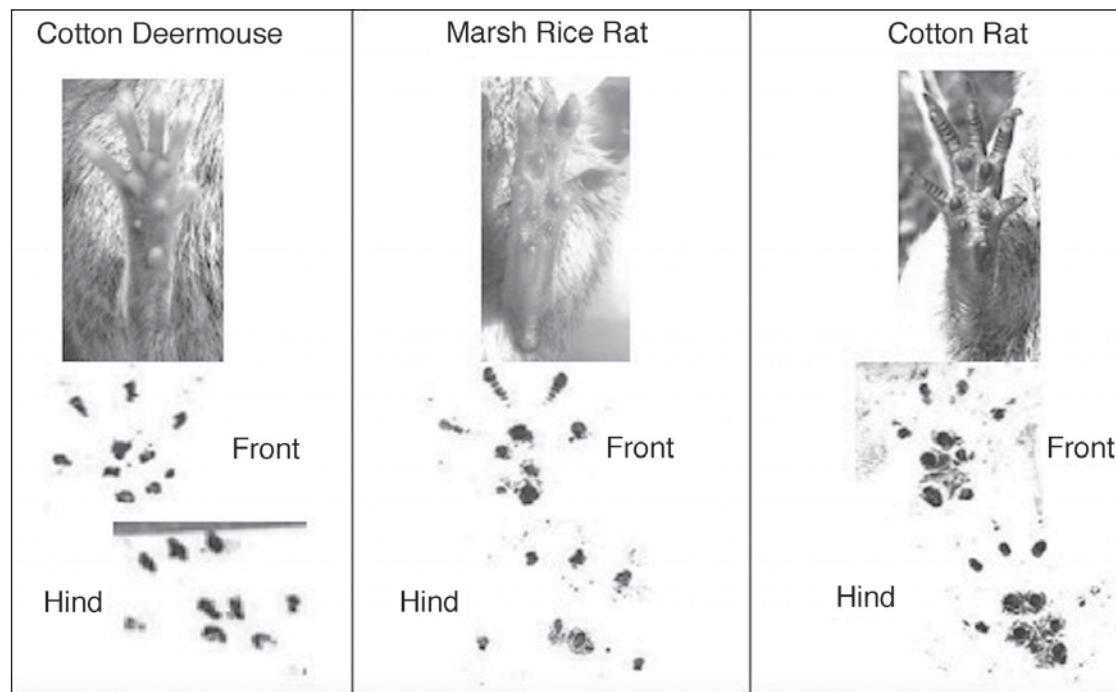 Cotton Deermouse
Front
Hind
Marsh Rice Rat
Front
Hind
Cotton Rat
Front
Hind